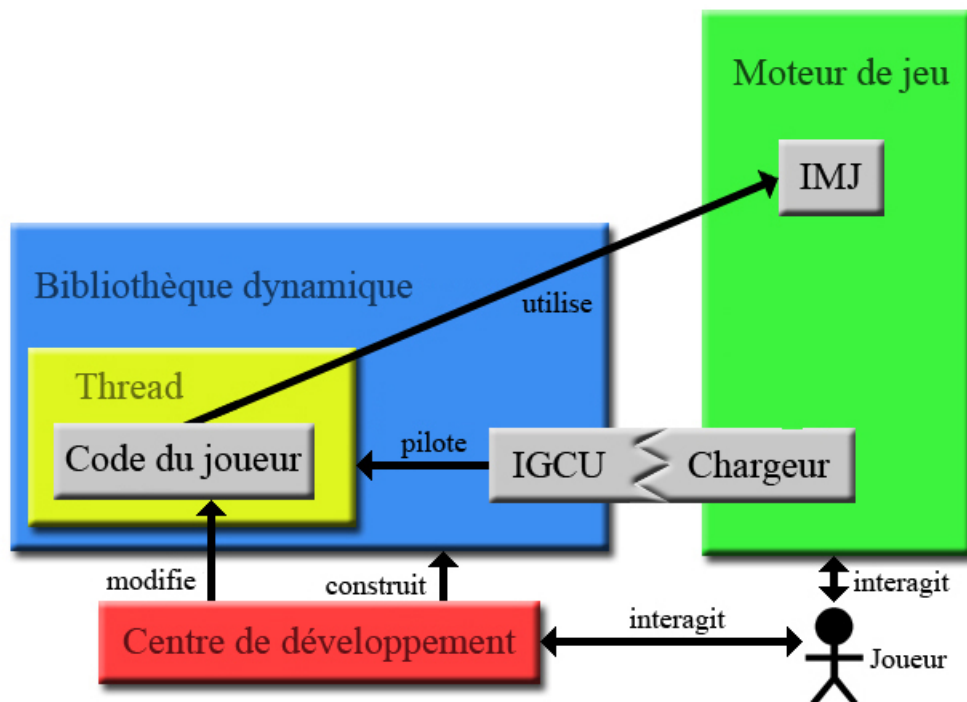 Moteur de jeu
IMJ
Bibliothèque dynamique
utilise
Thread
Code du joueur
pilote
IGCU
Chargeur
modifie
construit
interagit
Centre de développement
interagit
Joueur